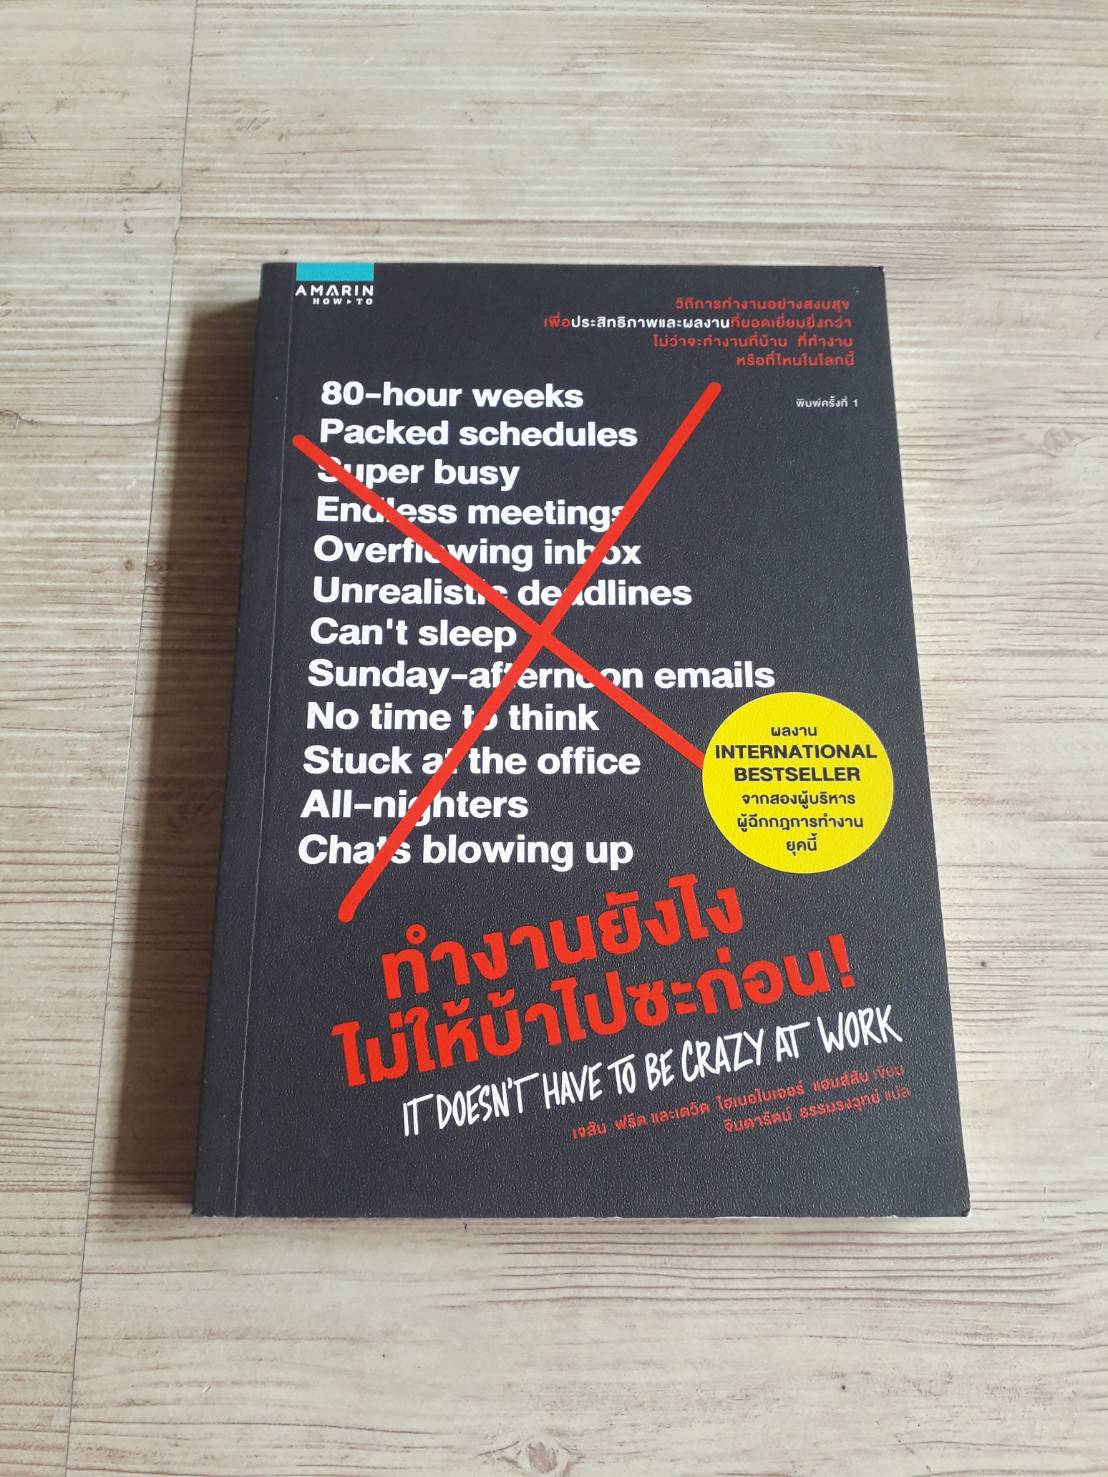 AMARIN
HOW TO
วิถีการทำงานอย่างสงบสุข
เพื่อประสิทธิภาพและผลงานที่ยอดเยี่ยมยิ่งกว่า
ไม่ว่าจะทำงานที่บ้าน ที่ทำงาน
หรือที่ไหนในโลกนี้
พิมพ์ครั้งที่ 1
80-hour weeks
Packed schedules
Super busy
Endless meetings
Overflowing inbox
Unrealistic deadlines
Can't sleep
Sunday-afternoon emails
No time to think
Stuck at the office
All-nighters
Chats blowing up
ผลงาน
INTERNATIONAL
BESTSELLER
จากสองผู้บริหาร
ผู้ฉีกกฎการทำงาน
ยุคนี้
ทำงานยังไง
ไม่ให้บ้าไปซะก่อน!
IT DOESN'T HAVE TO BE CRAZY AT WORK
เจสัน ฟรีด และเดวิด ไฮเนอไมเออร์ แฮนส์สัน เขียน
จินดารัตน์ ธรรมรงวุทย์ แปล